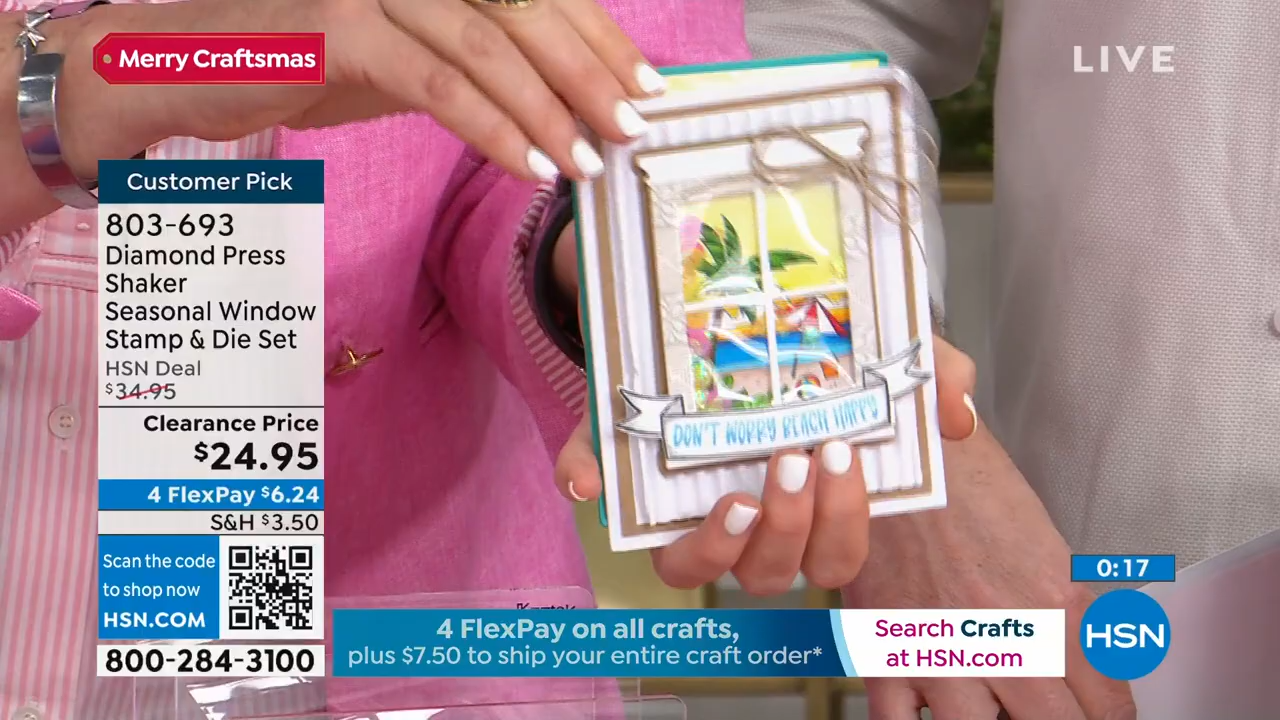 Merry Craftsmas
LIVE
Customer Pick
803-693
Diamond Press
Shaker
Seasonal Window
Stamp & Die Set
HSN Deal
$34.95
Clearance Price
$24.95
4 FlexPay $6.24
S&H $3.50
Scan the code
to shop now
HSN.COM
800-284-3100
DON'T WORRY BEACH HAPPY
4 FlexPay on all crafts,
plus $7.50 to ship your entire craft order*
Search Crafts
at HSN.com
0:17
HSN